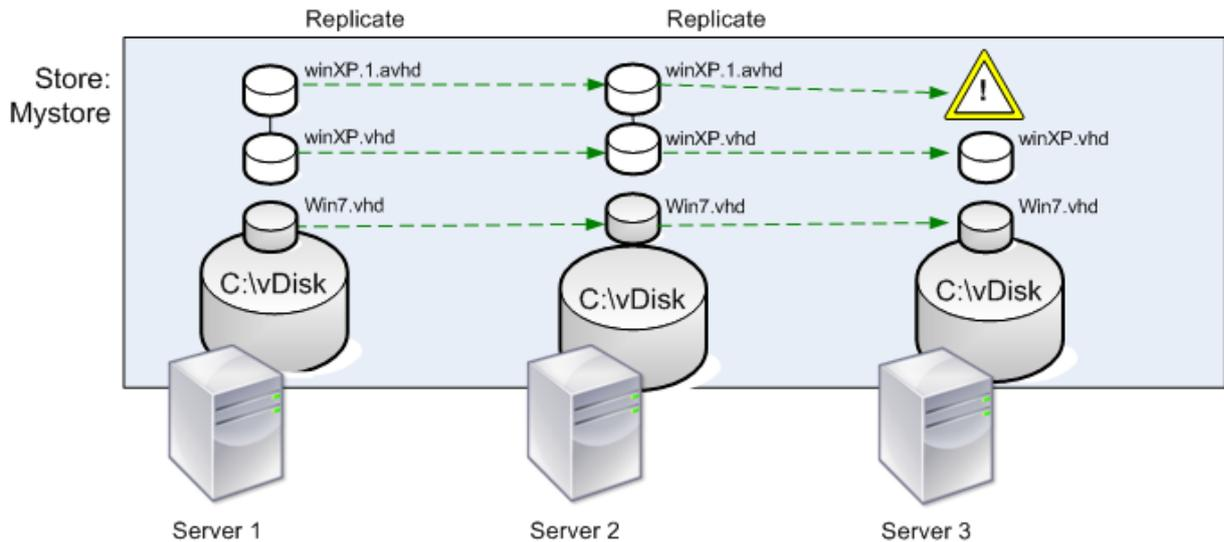 Replicate
Replicate
Store:
Mystore
winXP.1.avhd
winXP.1.avhd
!
winXP.vhd
winXP.vhd
winXP.vhd
Win7.vhd
Win7.vhd
Win7.vhd
C:\vDisk
C:\vDisk
C:\vDisk
Server 1
Server 2
Server 3